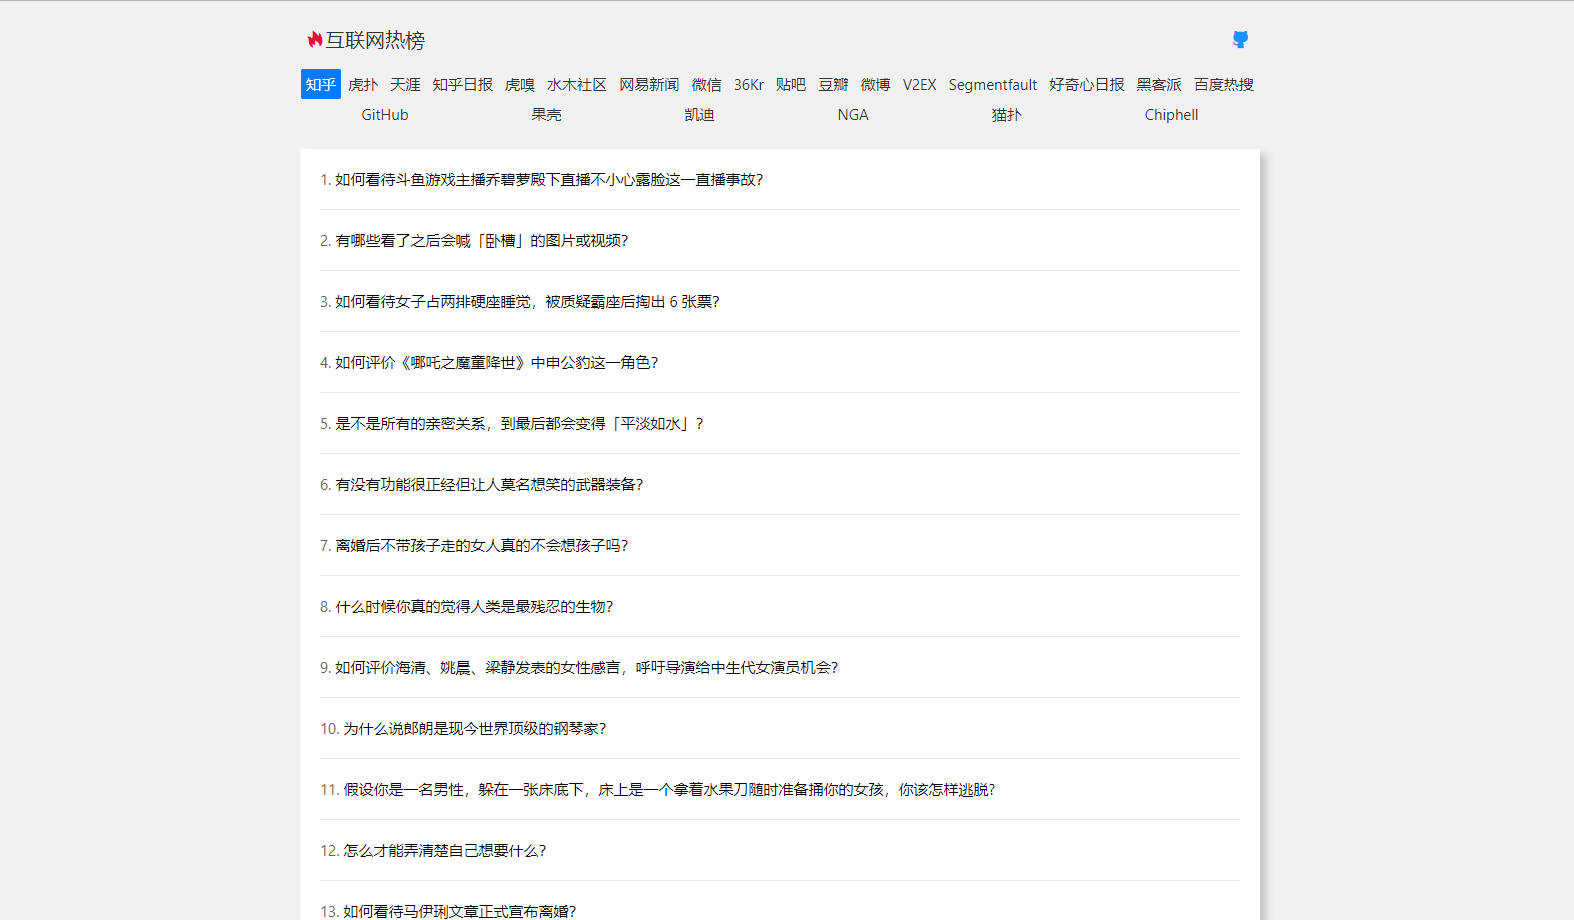 互联网热榜
知乎 虎扑 天涯 知乎日报 虎嗅 水木社区 网易新闻 微信 36Kr 贴吧 豆瓣 微博 V2EX Segmentfault 好奇心日报 黑客派 百度热搜
GitHub 果壳 凯迪 NGA 猫扑 Chiphell
1. 如何看待斗鱼游戏主播乔碧萝殿下直播不小心露脸这一直播事故？
2. 有哪些看了之后会喊「卧槽」的图片或视频？
3. 如何看待女子占两排硬座睡觉，被质疑霸座后掏出 6 张票？
4. 如何评价《哪吒之魔童降世》中申公豹这一角色？
5. 是不是所有的亲密关系，到最后都会变得「平淡如水」？
6. 有没有功能很正经但让人莫名想笑的武器装备？
7. 离婚后不带孩子走的女人真的不会想孩子吗？
8. 什么时候你真的觉得人类是最残忍的生物？
9. 如何评价海清、姚晨、梁静发表的女性感言，呼吁导演给中生代女演员机会？
10. 为什么说郎朗是现今世界顶级的钢琴家？
11. 假设你是一名男性，躲在一张床底下，床上是一个拿着水果刀随时准备捅你的女孩，你该怎样逃脱？
12. 怎么才能弄清楚自己想要什么？
13. 如何看待马伊琍文章正式宣布离婚？